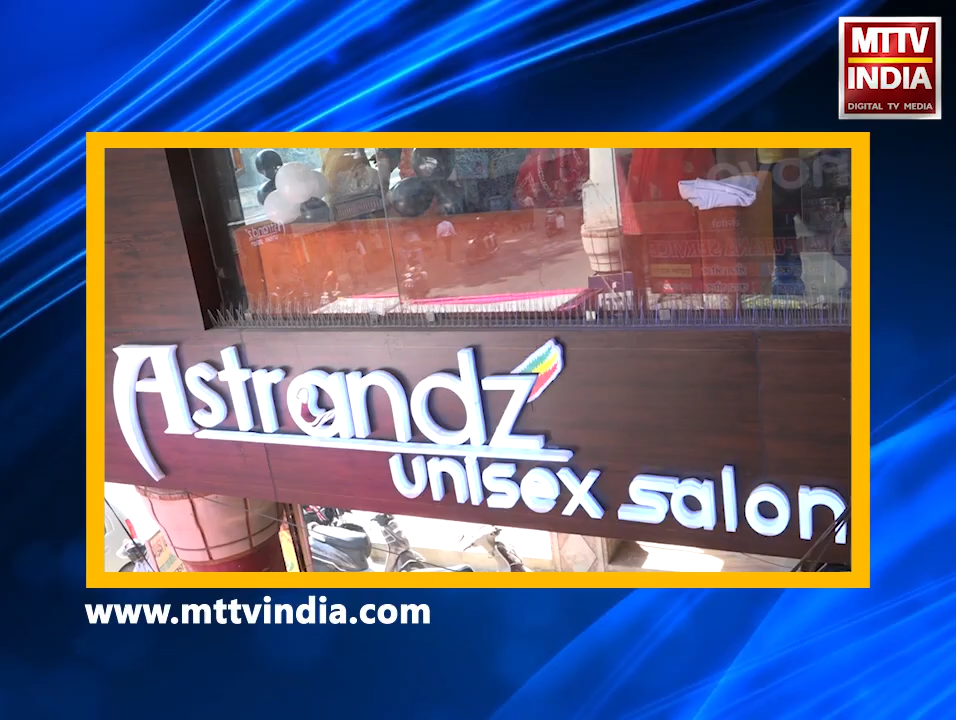 MTTV
INDIA
DIGITAL TV MEDIA
Astrandz
unisex salon
www.mttvindia.com